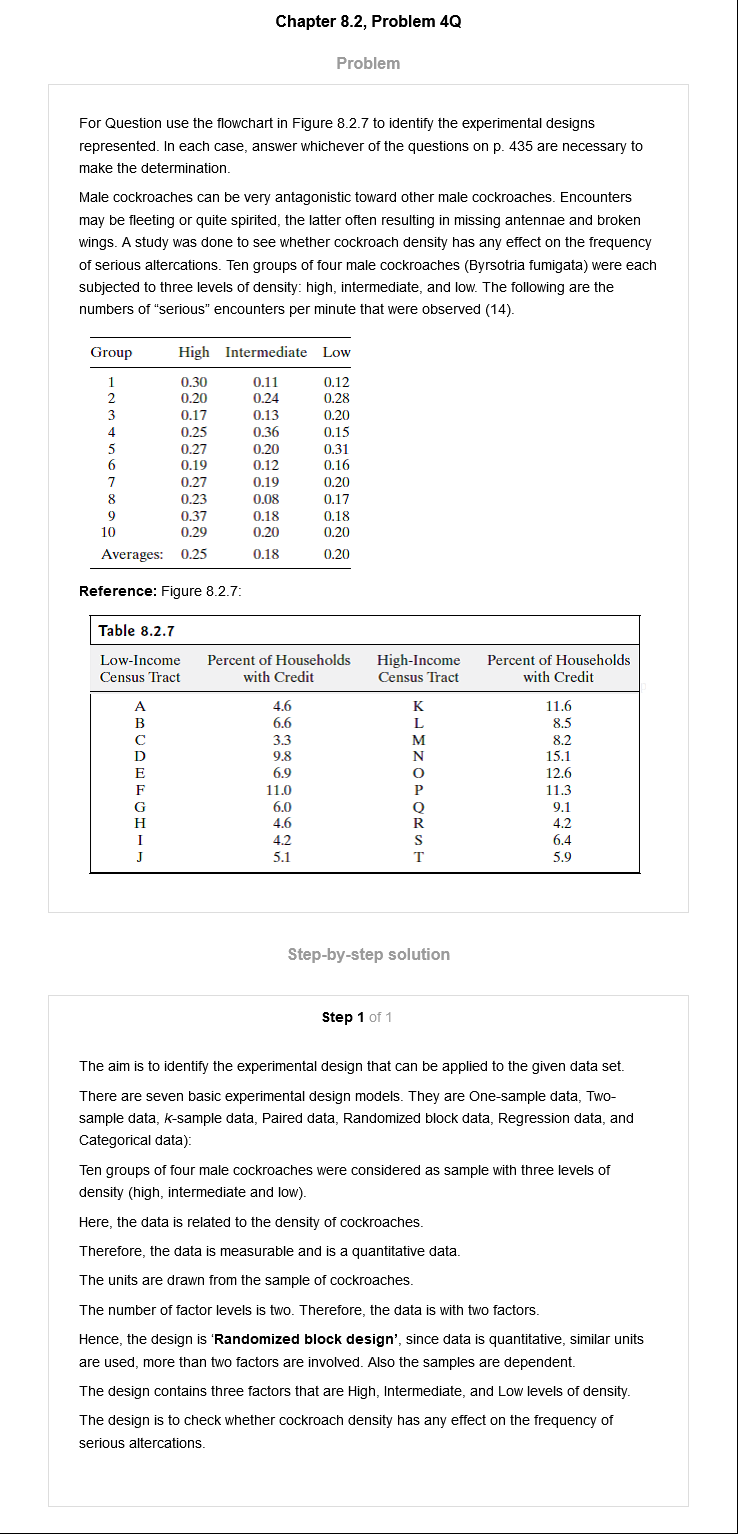 Chapter 8.2, Problem 4Q
Problem
For Question use the flowchart in Figure 8.2.7 to identify the experimental designs
represented. In each case, answer whichever of the questions on p. 435 are necessary to
make the determination.
Male cockroaches can be very antagonistic toward other male cockroaches. Encounters
may be fleeting or quite spirited, the latter often resulting in missing antennae and broken
wings. A study was done to see whether cockroach density has any effect on the frequency
of serious altercations. Ten groups of four male cockroaches (Byrsotria fumigata) were each
subjected to three levels of density: high, intermediate, and low. The following are the
numbers of “serious” encounters per minute that were observed (14).
Group High Intermediate Low
1 0.30 0.11 0.12
2 0.20 0.24 0.28
3 0.17 0.13 0.20
4 0.25 0.36 0.15
5 0.27 0.20 0.31
6 0.19 0.12 0.16
7 0.27 0.19 0.20
8 0.23 0.08 0.17
9 0.37 0.18 0.18
10 0.29 0.20 0.20
Averages: 0.25 0.18 0.20
Reference: Figure 8.2.7:
Table 8.2.7
Low-Income Percent of Households High-Income Percent of Households
Census Tract with Credit Census Tract with Credit
A 4.6 K 11.6
B 6.6 L 8.5
C 3.3 M 8.2
D 9.8 N 15.1
E 6.9 O 12.6
F 11.0 P 11.3
G 6.0 Q 9.1
H 4.6 R 4.2
I 4.2 S 6.4
J 5.1 T 5.9
Step-by-step solution
Step 1 of 1
The aim is to identify the experimental design that can be applied to the given data set.
There are seven basic experimental design models. They are One-sample data, Two-
sample data, k-sample data, Paired data, Randomized block data, Regression data, and
Categorical data):
Ten groups of four male cockroaches were considered as sample with three levels of
density (high, intermediate and low).
Here, the data is related to the density of cockroaches.
Therefore, the data is measurable and is a quantitative data.
The units are drawn from the sample of cockroaches.
The number of factor levels is two. Therefore, the data is with two factors.
Hence, the design is ‘Randomized block design’, since data is quantitative, similar units
are used, more than two factors are involved. Also the samples are dependent.
The design contains three factors that are High, Intermediate, and Low levels of density.
The design is to check whether cockroach density has any effect on the frequency of
serious altercations.